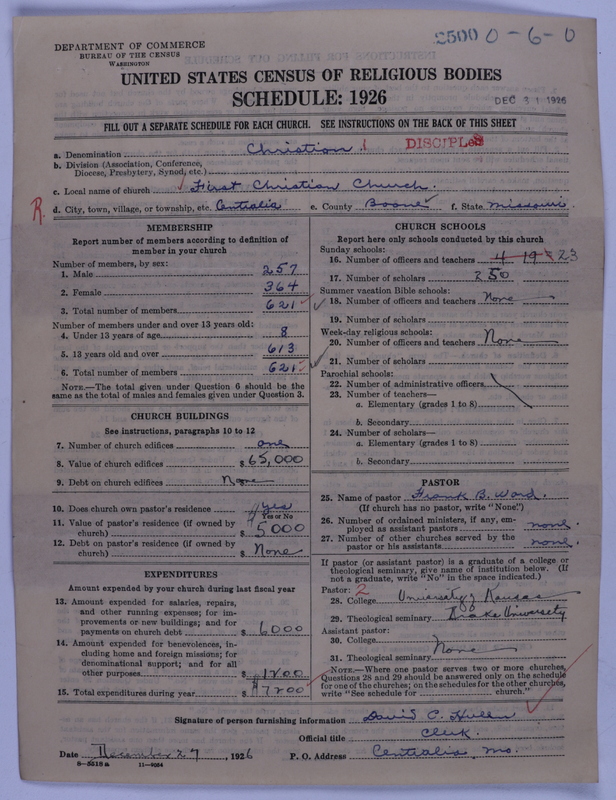 2500 0-6-0
DEPARTMENT OF COMMERCE
BUREAU OF THE CENSUS
WASHINGTON
UNITED STATES CENSUS OF RELIGIOUS BODIES
SCHEDULE: 1926
DEC 31 1926
FILL OUT A SEPARATE SCHEDULE FOR EACH CHURCH. SEE INSTRUCTIONS ON THE BACK OF THIS SHEET
a. Denomination Christian DISCIPLES
b. Division (Association, Conference,
Diocese, Presbytery, Synod, etc.)
c. Local name of church First Christian Church.
R. d. City, town, village, or township, etc. Centralia e. County Boone f. State Missouri
MEMBERSHIP
Report number of members according to definition of
member in your church
Number of members, by sex:
1. Male 257
2. Female 364
3. Total number of members 621
Number of members under and over 13 years old:
4. Under 13 years of age 8
5. 13 years old and over 613
6. Total number of members 621
NOTE.—The total given under Question 6 should be the
same as the total of males and females given under Question 3.
CHURCH BUILDINGS
See instructions, paragraphs 10 to 12
7. Number of church edifices one
8. Value of church edifices $65,000
9. Debt on church edifices None
10. Does church own pastor's residence Yes
Yes or No
11. Value of pastor's residence (if owned by
church) $5000
12. Debt on pastor's residence (if owned by
church) $None
EXPENDITURES
Amount expended by your church during last fiscal year
13. Amount expended for salaries, repairs,
and other running expenses; for im-
provements or new buildings; and for
payments on church debt $6000
14. Amount expended for benevolences, in-
cluding home and foreign missions; for
denominational support; and for all
other purposes $1200
15. Total expenditures during year $7200
CHURCH SCHOOLS
Report here only schools conducted by this church
Sunday schools:
16. Number of officers and teachers 4 19 23
17. Number of scholars 250
Summer vacation Bible schools:
18. Number of officers and teachers None
19. Number of scholars
Week-day religious schools:
20. Number of officers and teachers None
21. Number of scholars
Parochial schools:
22. Number of administrative officers
23. Number of teachers—
a. Elementary (grades 1 to 8)
b. Secondary
24. Number of scholars—
a. Elementary (grades 1 to 8)
b. Secondary
PASTOR
25. Name of pastor Frank B. Ward.
(If church has no pastor, write "None")
26. Number of ordained ministers, if any, em-
ployed as assistant pastors none.
27. Number of other churches served by the
pastor or his assistants none.
If pastor (or assistant pastor) is a graduate of a college or
theological seminary, give name of institution below. (If
not a graduate, write "No" in the space indicated.)
Pastor: 2
28. College University of Kansas
29. Theological seminary Drake University
Assistant pastor:
30. College None
31. Theological seminary
NOTE.—Where one pastor serves two or more churches,
Questions 28 and 29 should be answered only on the schedule
for one of the churches; on the schedules for the other churches,
write "See schedule for church."
Signature of person furnishing information David C. Hulen
Official title Clerk.
Date December 27, 1926 P. O. Address Centralia, Mo.
8-5518a 11-9054